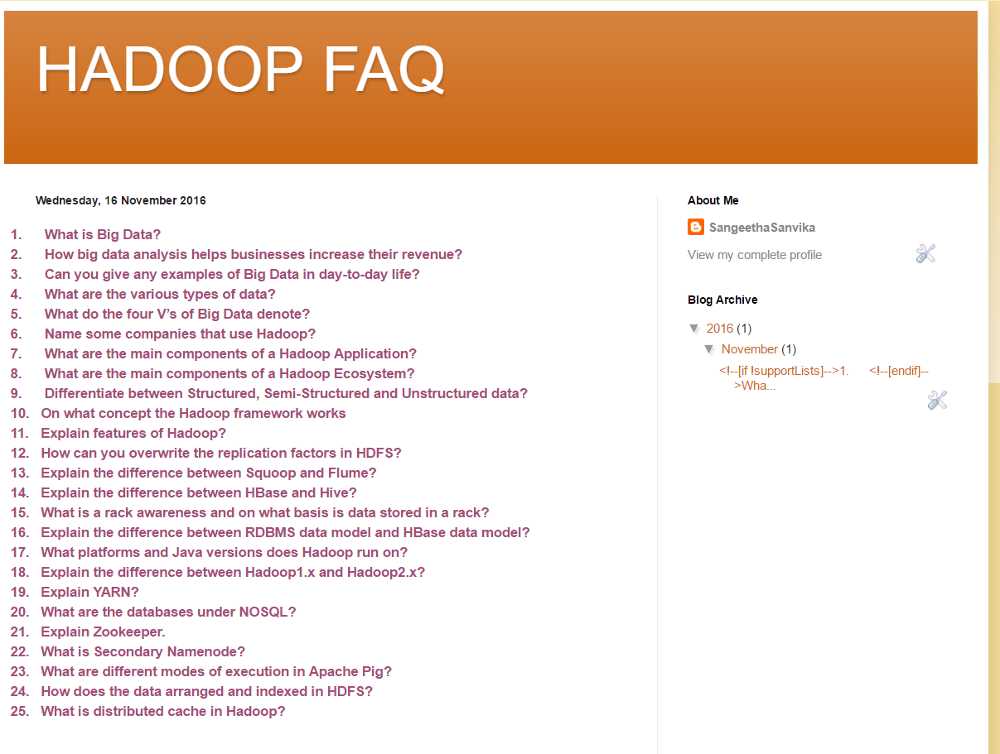 HADOOP FAQ
Wednesday, 16 November 2016
1. What is Big Data?
2. How big data analysis helps businesses increase their revenue?
3. Can you give any examples of Big Data in day-to-day life?
4. What are the various types of data?
5. What do the four V’s of Big Data denote?
6. Name some companies that use Hadoop?
7. What are the main components of a Hadoop Application?
8. What are the main components of a Hadoop Ecosystem?
9. Differentiate between Structured, Semi-Structured and Unstructured data?
10. On what concept the Hadoop framework works
11. Explain features of Hadoop?
12. How can you overwrite the replication factors in HDFS?
13. Explain the difference between Squoop and Flume?
14. Explain the difference between HBase and Hive?
15. What is a rack awareness and on what basis is data stored in a rack?
16. Explain the difference between RDBMS data model and HBase data model?
17. What platforms and Java versions does Hadoop run on?
18. Explain the difference between Hadoop1.x and Hadoop2.x?
19. Explain YARN?
20. What are the databases under NOSQL?
21. Explain Zookeeper.
22. What is Secondary Namenode?
23. What are different modes of execution in Apache Pig?
24. How does the data arranged and indexed in HDFS?
25. What is distributed cache in Hadoop?
About Me
SangeethaSanvika
View my complete profile
Blog Archive
▼ 2016 (1)
▼ November (1)
<!--[if !supportLists]-->1. <!--[endif]--
>Wha...